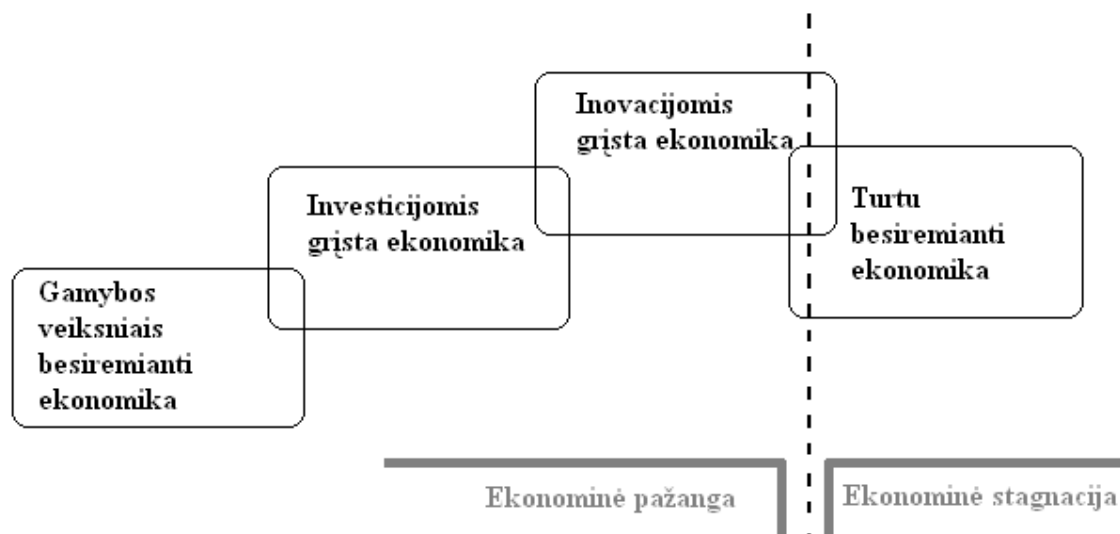 Inovacijomis
grįsta ekonomika
Investicijomis
grįsta ekonomika
Turtu
besiremianti
ekonomika
Gamybos
veiksniais
besiremianti
ekonomika
Ekonominė pažanga
Ekonominė stagnacija